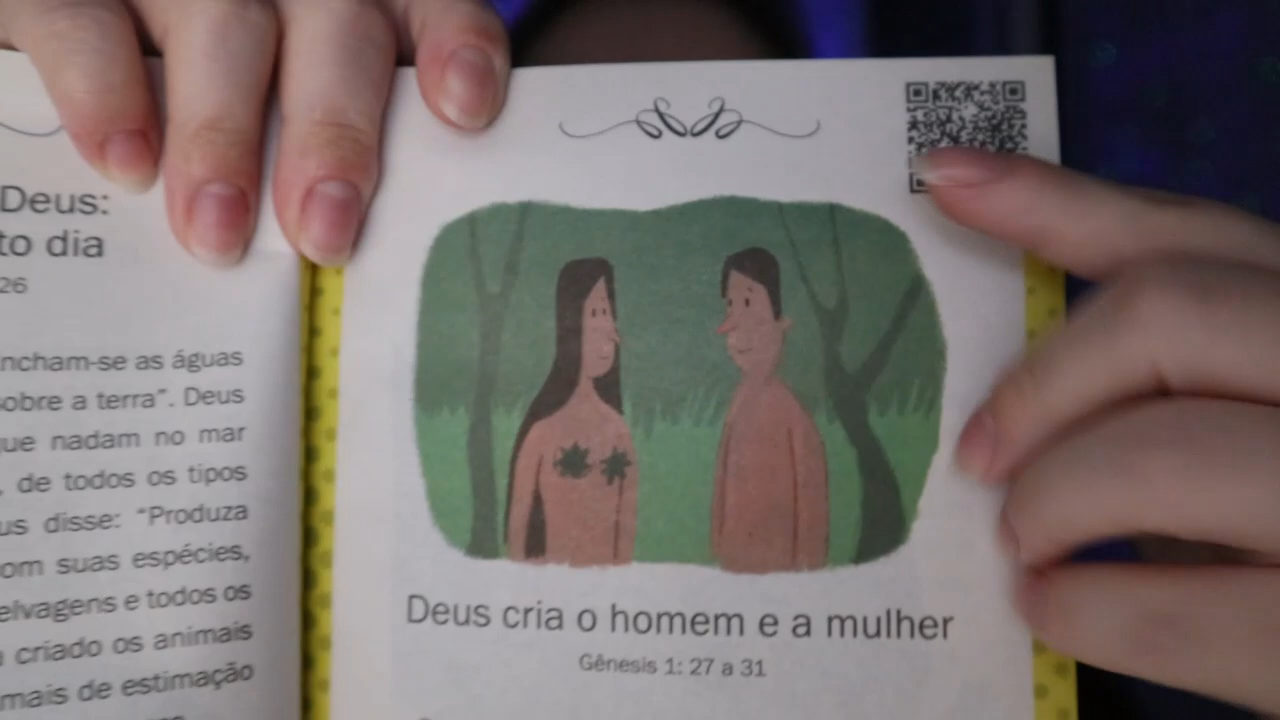 Deus:
to dia
26
ncham-se as águas
sobre a terra”. Deus
que nadam no mar
, de todos os tipos
us disse: “Produza
om suas espécies,
elvagens e todos os
criado os animais
mais de estimação
Deus cria o homem e a mulher
Gênesis 1: 27 a 31